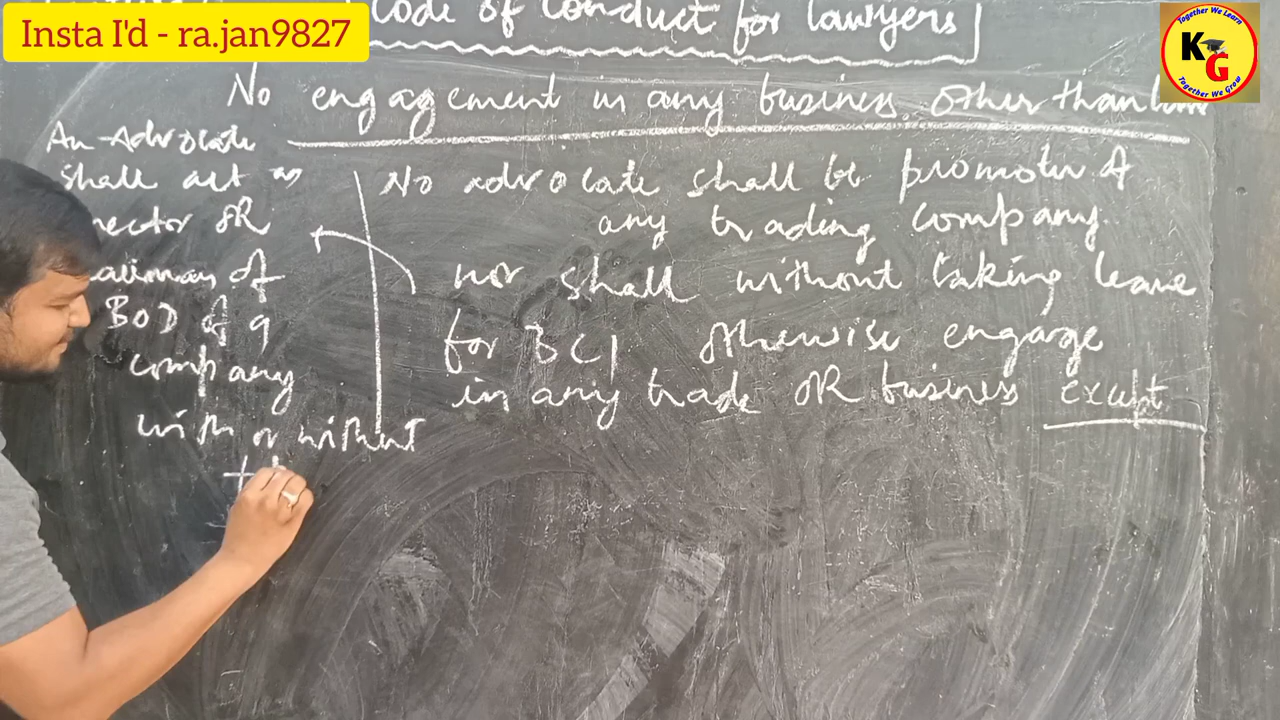 Insta I'd - ra.jan9827
Code of Conduct for lawyers
Together We Learn
KG
Together We Grow
No engagement in any business other than law
An Advocate
shall act as
rector OR
airman of
BOD of a
company
with or without
No advocate shall be promoter of
any trading company
nor shall without taking leave
for BCI otherwise engage
in any trade OR business except